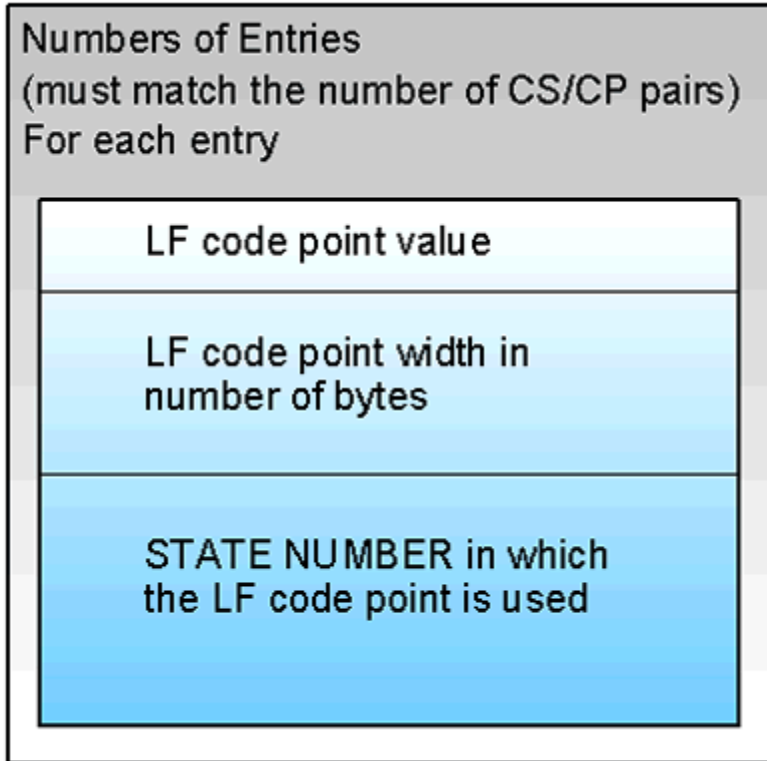 Numbers of Entries
(must match the number of CS/CP pairs)
For each entry
LF code point value
LF code point width in
number of bytes
STATE NUMBER in which
the LF code point is used